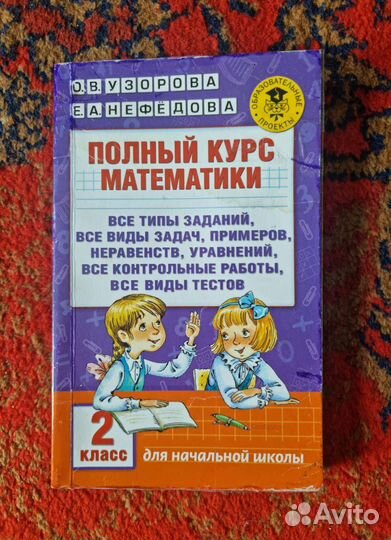 О.В.УЗОРОВА
Е.А.НЕФЁДОВА
ОБРАЗОВАТЕЛЬНЫЕ
ПРОЕКТЫ
ПОЛНЫЙ КУРС
МАТЕМАТИКИ
ВСЕ ТИПЫ ЗАДАНИЙ,
ВСЕ ВИДЫ ЗАДАЧ, ПРИМЕРОВ,
НЕРАВЕНСТВ, УРАВНЕНИЙ,
ВСЕ КОНТРОЛЬНЫЕ РАБОТЫ,
ВСЕ ВИДЫ ТЕСТОВ
2
КЛАСС
для начальной школы
Avito